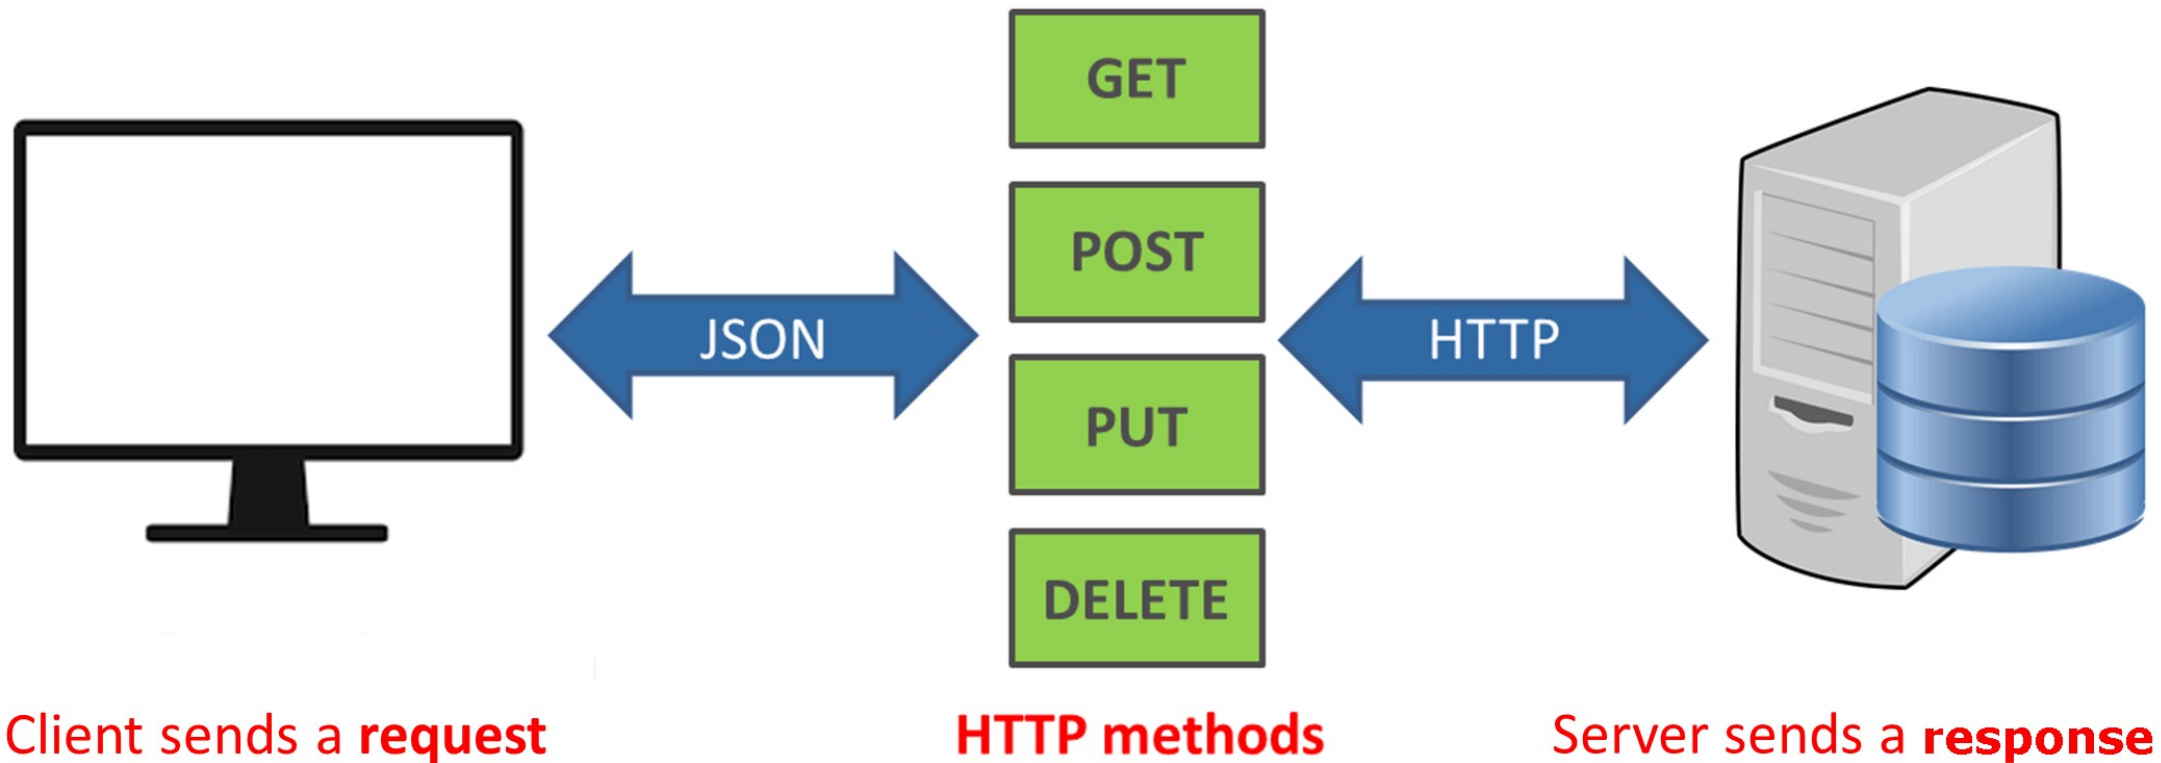 GET
POST
JSON
HTTP
PUT
DELETE
Client sends a request
HTTP methods
Server sends a response